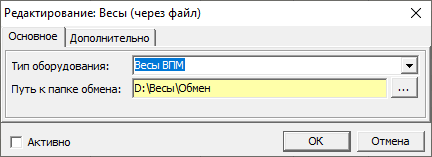 Редактирование: Весы (через файл)
Основное Дополнительно
Тип оборудования: Весы ВПМ
Путь к папке обмена: D:\Весы\Обмен ...
Активно OK Отмена